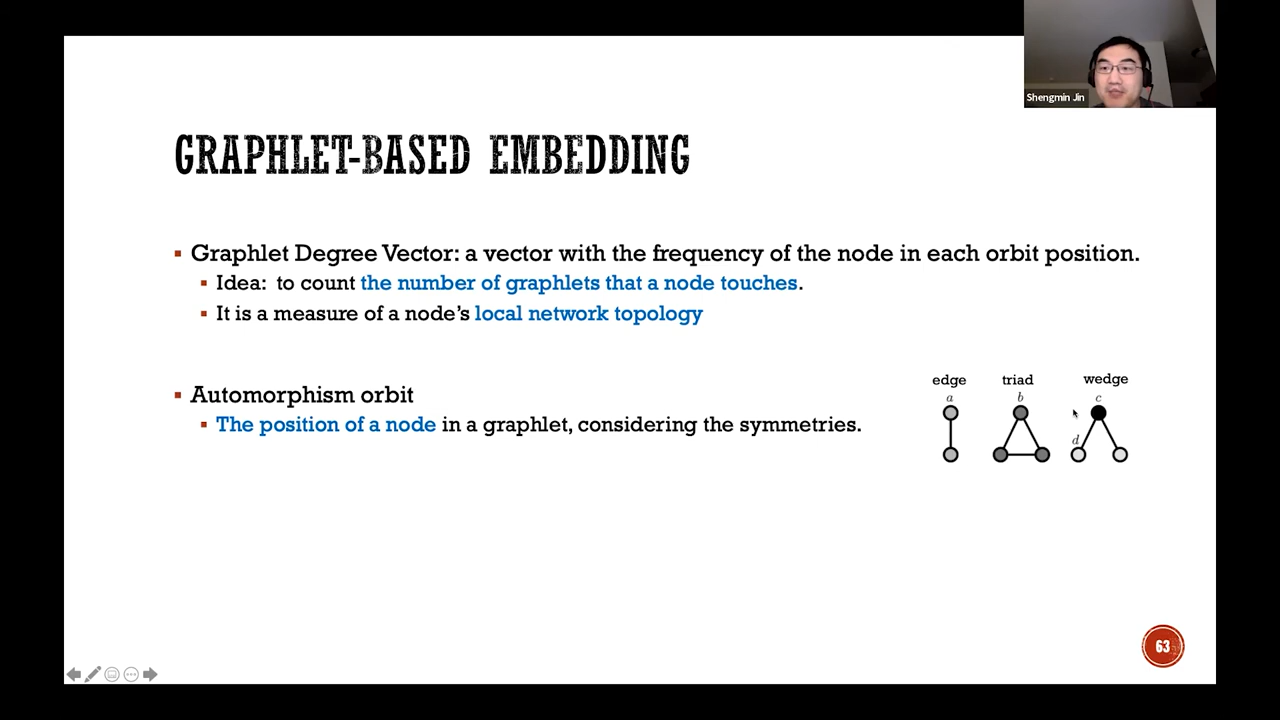 Shengmin Jin
GRAPHLET-BASED EMBEDDING
Graphlet Degree Vector: a vector with the frequency of the node in each orbit position.
Idea: to count the number of graphlets that a node touches.
It is a measure of a node's local network topology
Automorphism orbit
The position of a node in a graphlet, considering the symmetries.
edge triad wedge
a b c
d
63